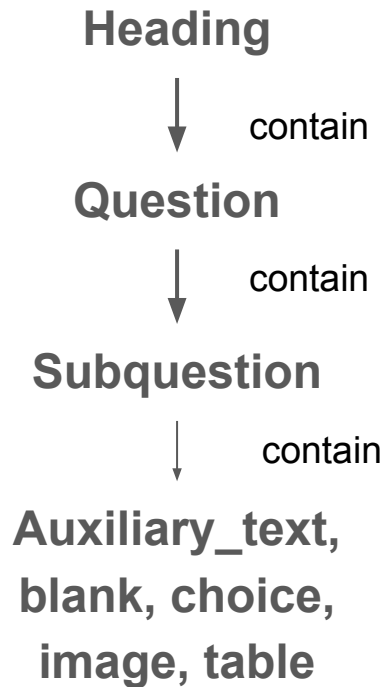 Heading
contain
Question
contain
Subquestion
contain
Auxiliary_text,
blank, choice,
image, table